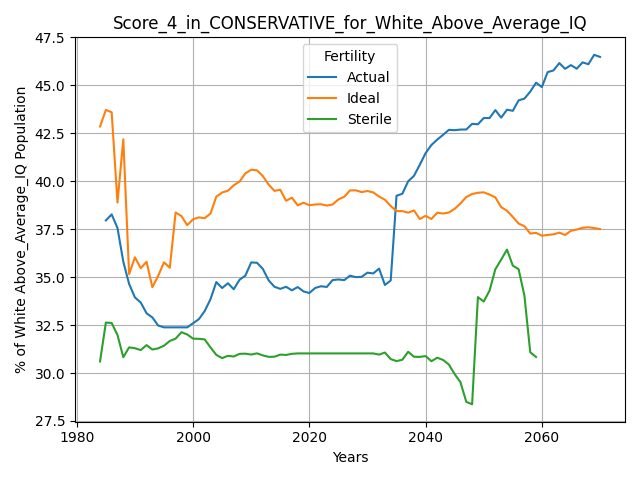 Score_4_in_CONSERVATIVE_for_White_Above_Average_IQ
% of White Above_Average_IQ Population
47.5
45.0
42.5
40.0
37.5
35.0
32.5
30.0
27.5
Fertility
Actual
Ideal
Sterile
1980
2000
2020
2040
2060
Years